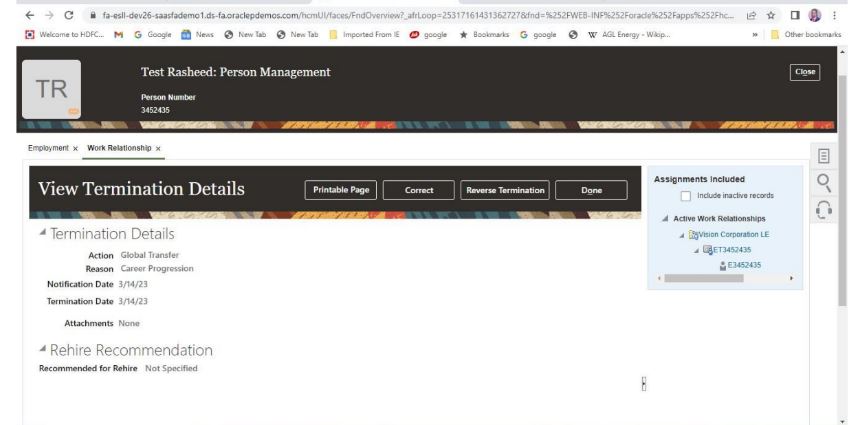 fa-esll-dev26-saasfademo1.ds-fa.oraclepdemos.com/hcmUI/faces/FndOverview?_afrLoop=25317161431362727&fnd=%252FWEB-INF%252Foracle%252Fapps%252Fhc...
Welcome to HDFC... Google News New Tab New Tab Imported From IE google Bookmarks google AGL Energy - Wikip... » Other bookmarks
TR
Test Rasheed: Person Management
Close
Person Number
3452435
Employment x Work Relationship x
View Termination Details
Printable Page Correct Reverse Termination Done
Termination Details
Action Global Transfer
Reason Career Progression
Notification Date 3/14/23
Termination Date 3/14/23
Attachments None
Rehire Recommendation
Recommended for Rehire Not Specified
Assignments Included
Include inactive records
Active Work Relationships
Vision Corporation LE
ET3452435
E3452435